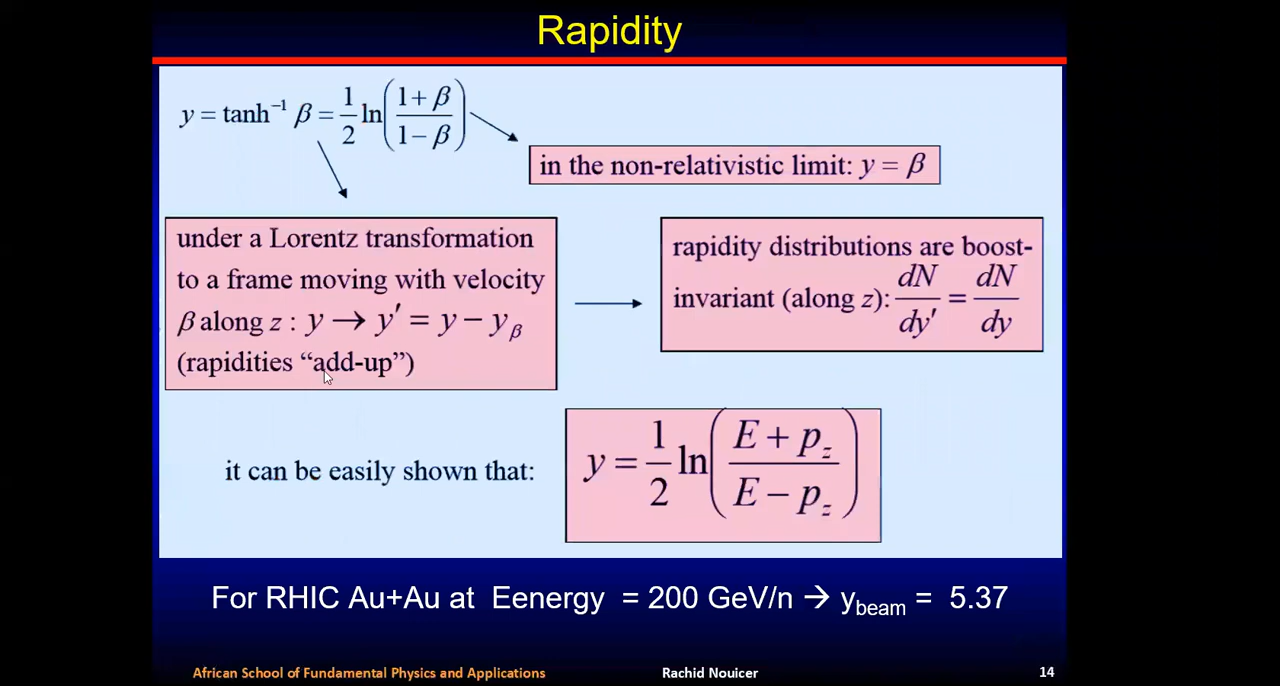 Rapidity
y = tanh⁻¹ β = 1/2 ln((1 + β)/(1 − β))
in the non-relativistic limit: y = β
under a Lorentz transformation
to a frame moving with velocity
β along z : y → y′ = y − y_β
(rapidities “add-up”)
rapidity distributions are boost-
invariant (along z): dN/dy′ = dN/dy
it can be easily shown that:
y = 1/2 ln((E + p_z)/(E − p_z))
For RHIC Au+Au at Eenergy = 200 GeV/n → y_beam = 5.37
African School of Fundamental Physics and Applications
Rachid Nouicer
14